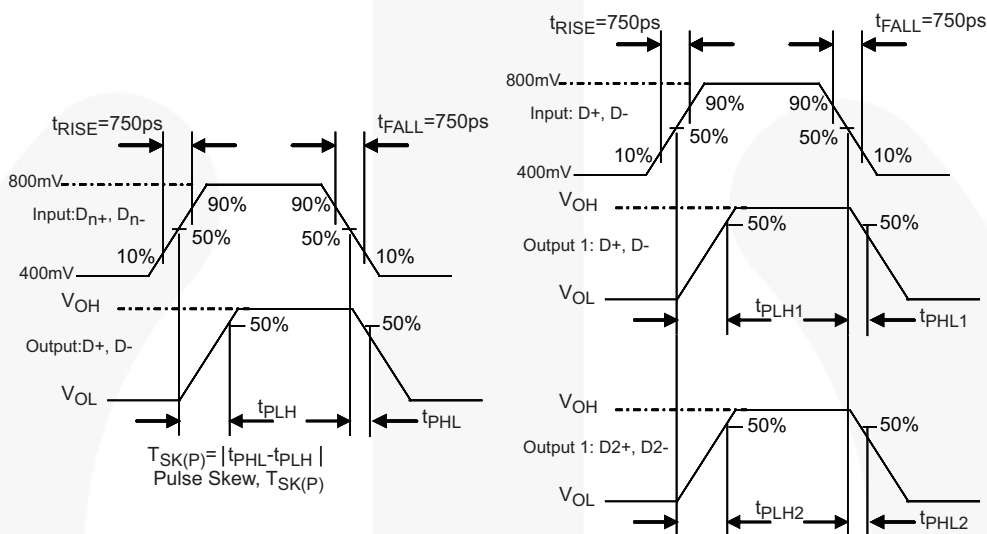 tRISE=750ps
tFALL=750ps
800mV
Input:Dn+, Dn-
90%
90%
50%
50%
10%
10%
400mV
VOH
50%
50%
Output:D+, D-
VOL
tPLH
tPHL
TSK(P)= |tPHL-tPLH |
Pulse Skew, TSK(P)
tRISE=750ps
tFALL=750ps
800mV
90%
90%
Input: D+, D-
50%
50%
10%
10%
400mV
VOH
50%
50%
Output 1: D+, D-
VOL
tPLH1
tPHL1
VOH
50%
50%
Output 1: D2+, D2-
VOL
tPLH2
tPHL2